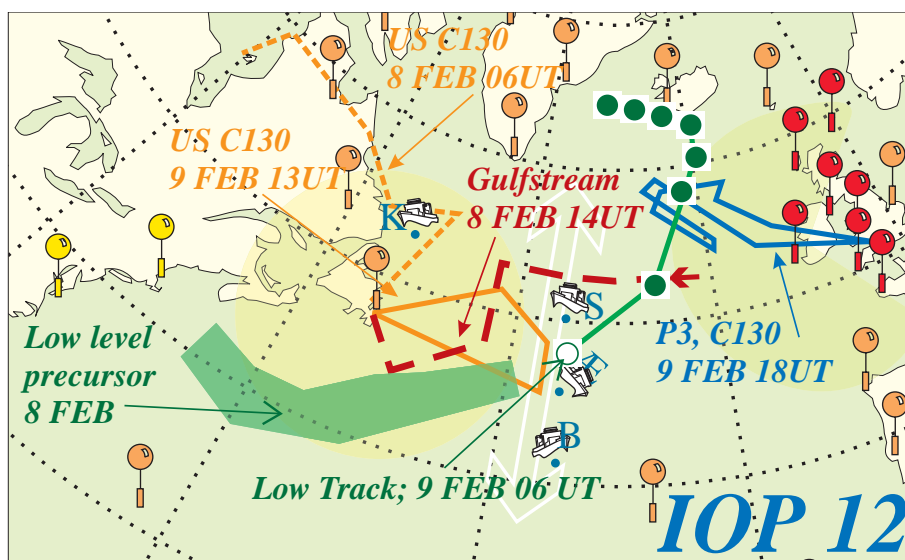 US C130
8 FEB 06UT
US C130
9 FEB 13UT
Gulfstream
8 FEB 14UT
K
S
Æ
B
Low level
precursor
8 FEB
P3, C130
9 FEB 18UT
Low Track; 9 FEB 06 UT
IOP 12